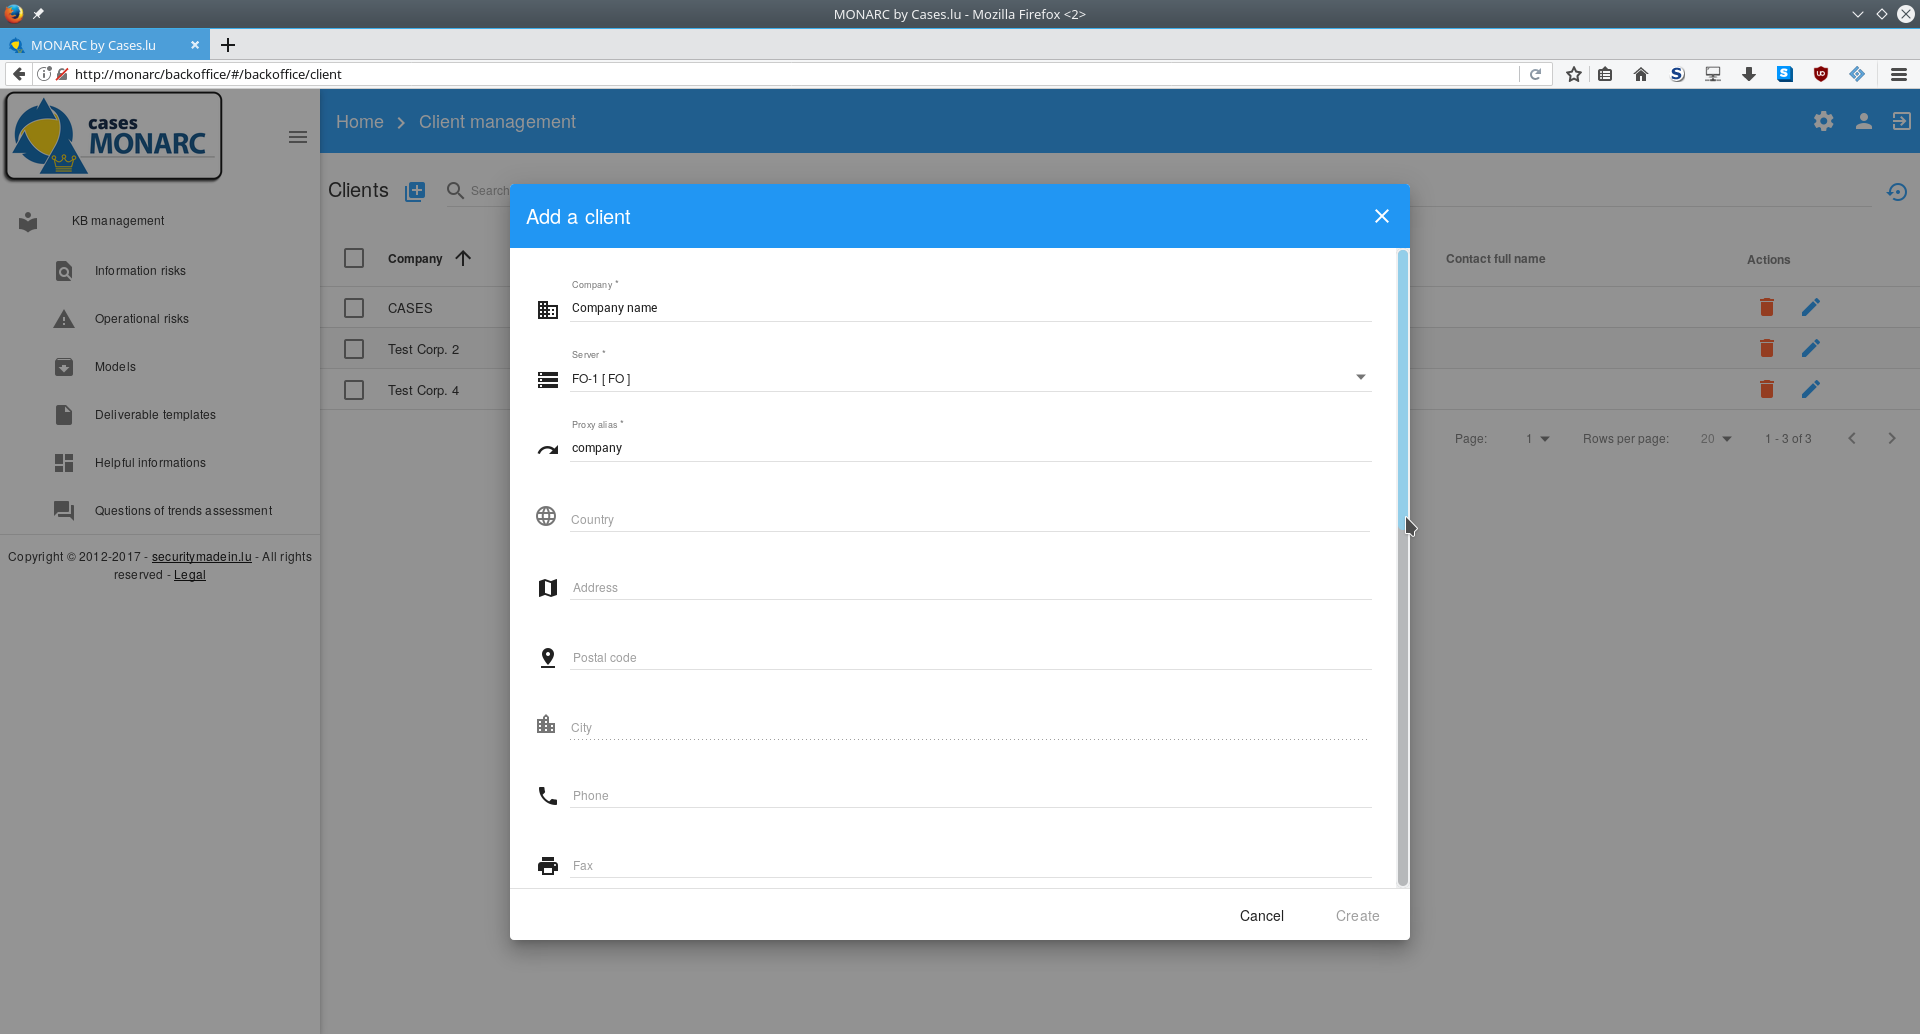 MONARC by Cases.lu - Mozilla Firefox <2>
MONARC by Cases.lu
http://monarc/backoffice/#/backoffice/client
cases
MONARC
Home > Client management
Clients
Search
KB management
Information risks
Operational risks
Models
Deliverable templates
Helpful informations
Questions of trends assessment
Copyright © 2012-2017 - securitymadein.lu - All rights
reserved - Legal
Company
Contact full name
Actions
CASES
Test Corp. 2
Test Corp. 4
Page: 1
Rows per page: 20
1 - 3 of 3
Add a client
Company *
Company name
Server *
FO-1 [ FO ]
Proxy alias *
company
Country
Address
Postal code
City
Phone
Fax
Cancel
Create